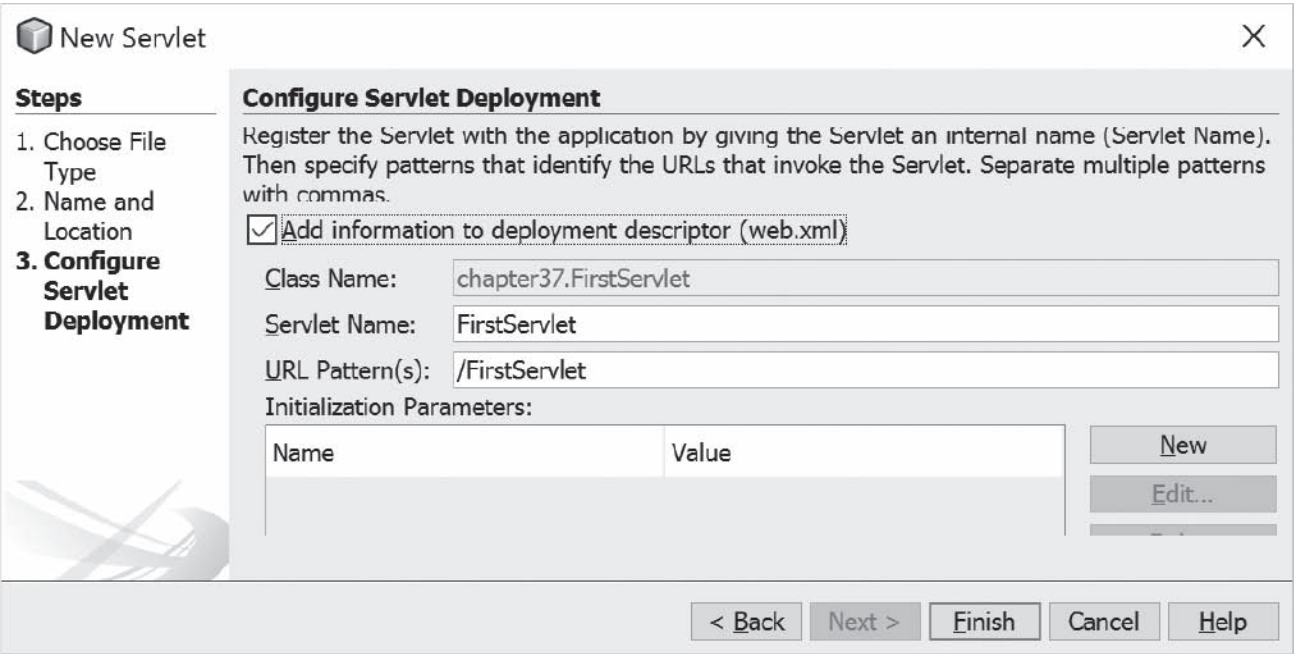 New Servlet
Steps
1. Choose File
Type
2. Name and
Location
3. Configure
Servlet
Deployment
Configure Servlet Deployment
Register the Servlet with the application by giving the Servlet an internal name (Servlet Name).
Then specify patterns that identify the URLs that invoke the Servlet. Separate multiple patterns
with commas.
Add information to deployment descriptor (web.xml)
Class Name: chapter37.FirstServlet
Servlet Name: FirstServlet
URL Pattern(s): /FirstServlet
Initialization Parameters:
Name Value
New
Edit...
< Back Next > Finish Cancel Help